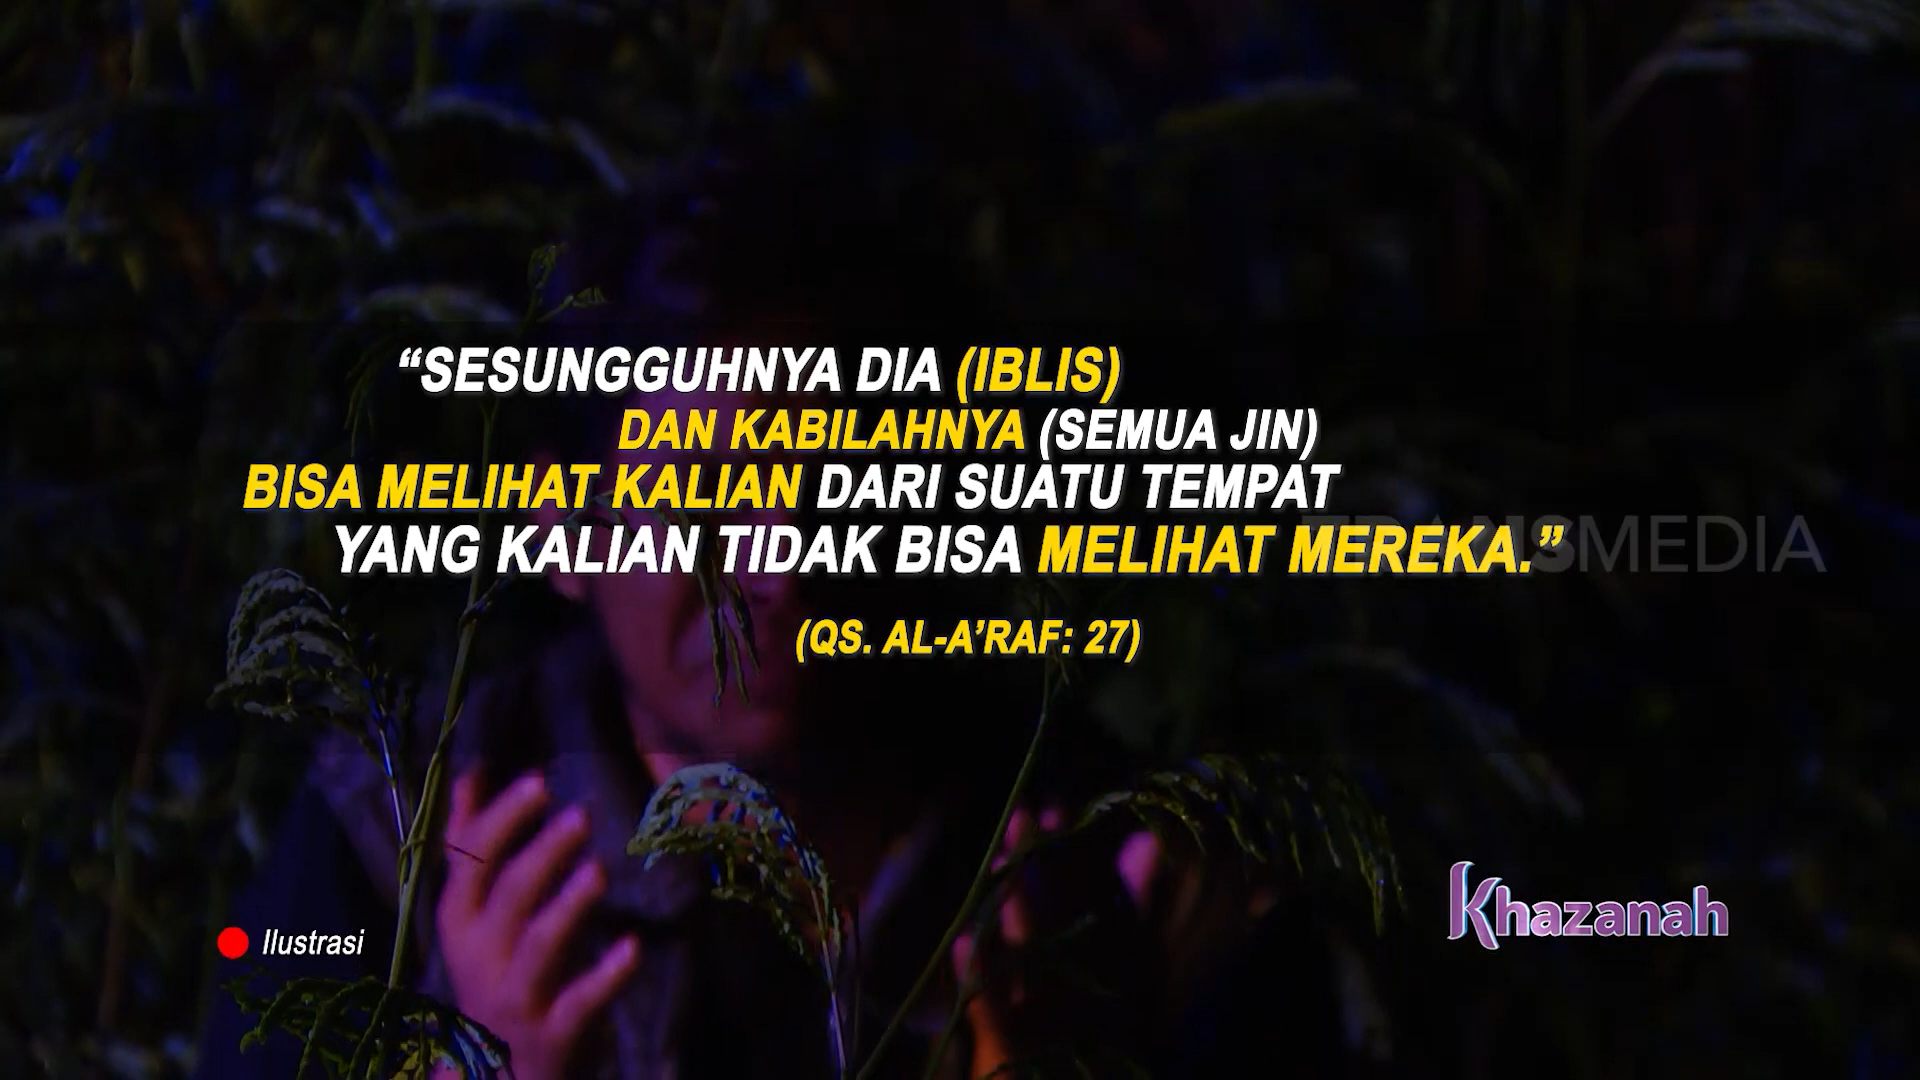 “SESUNGGUHNYA DIA (IBLIS)
DAN KABILAHNYA (SEMUA JIN)
BISA MELIHAT KALIAN DARI SUATU TEMPAT
YANG KALIAN TIDAK BISA MELIHAT MEREKA.”
TRANSMEDIA
(QS. AL-A’RAF: 27)
Khazanah
Ilustrasi